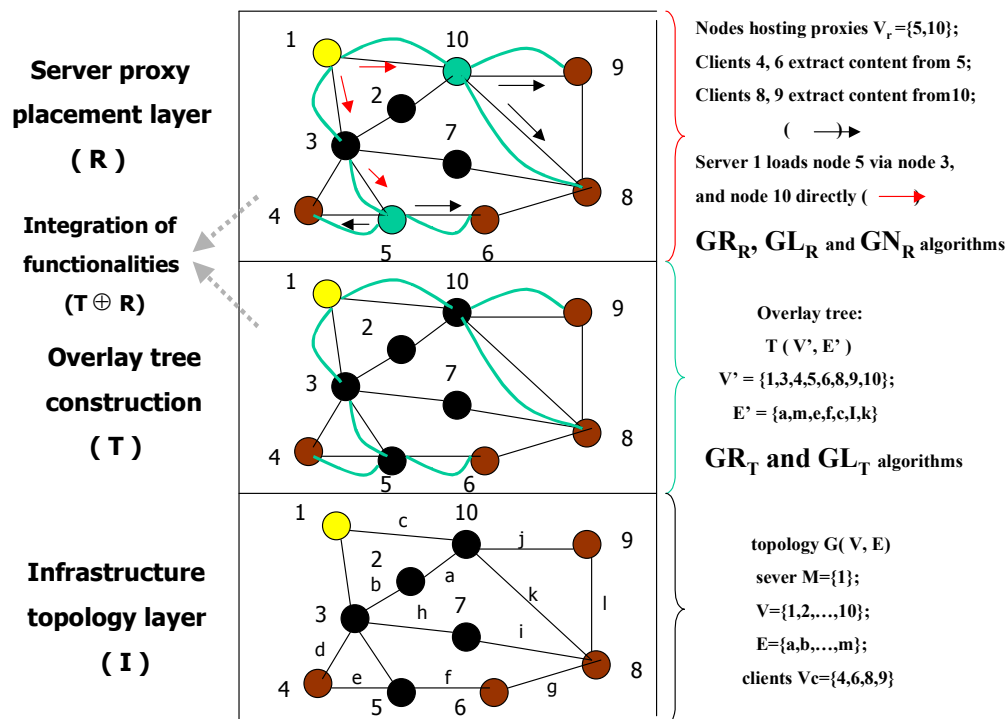 Server proxy
placement layer
( R )
Integration of
functionalities
(T ⊕ R)
Overlay tree
construction
( T )
Infrastructure
topology layer
( I )
1
10
9
2
3
7
8
4
5
6
1
10
9
2
3
7
8
4
5
6
1
c
10
j
9
2
b
a
k
l
3
h
7
i
d
8
4
e
f
g
5
6
Nodes hosting proxies Vr ={5,10};
Clients 4, 6 extract content from 5;
Clients 8, 9 extract content from10;
( )
Server 1 loads node 5 via node 3,
and node 10 directly ( )
GRR, GLR and GNR algorithms
Overlay tree:
T ( V’, E’ )
V’ = {1,3,4,5,6,8,9,10};
E’ = {a,m,e,f,c,I,k}
GRT and GLT algorithms
topology G( V, E)
sever M={1};
V={1,2,…,10};
E={a,b,…,m};
clients Vc={4,6,8,9}